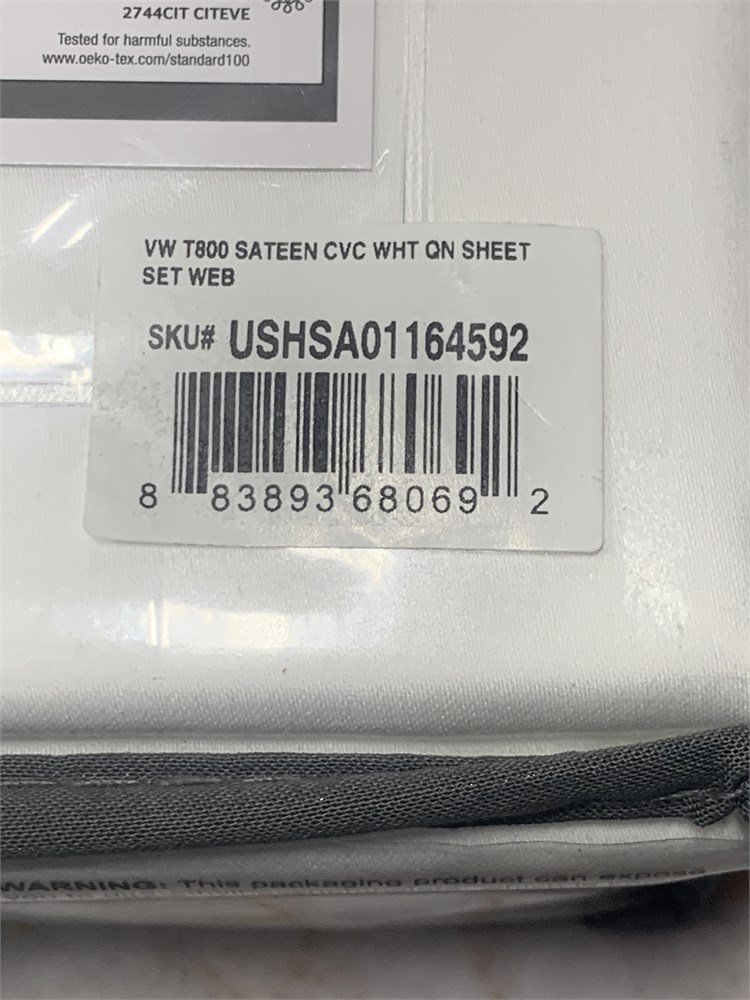 2744CIT CITEVE
Tested for harmful substances.
www.oeko-tex.com/standard100
VW T800 SATEEN CVC WHT QN SHEET
SET WEB
SKU# USHSA01164592
8 83893 68069 2
WARNING: This packaging product can expose